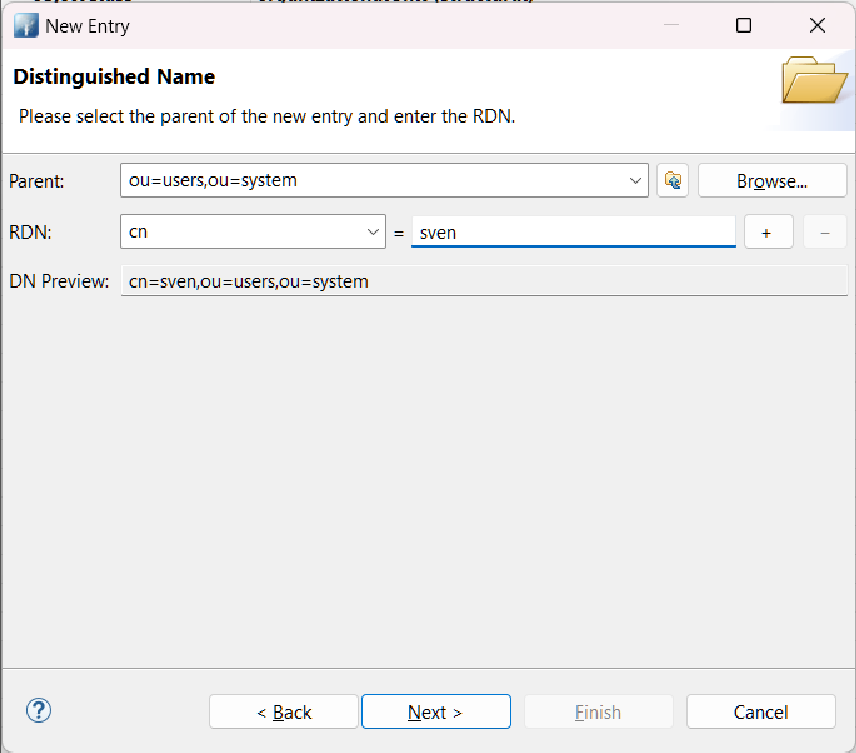 New Entry
Distinguished Name
Please select the parent of the new entry and enter the RDN.
Parent: ou=users,ou=system Browse...
RDN: cn = sven + −
DN Preview: cn=sven,ou=users,ou=system
? < Back Next > Finish Cancel